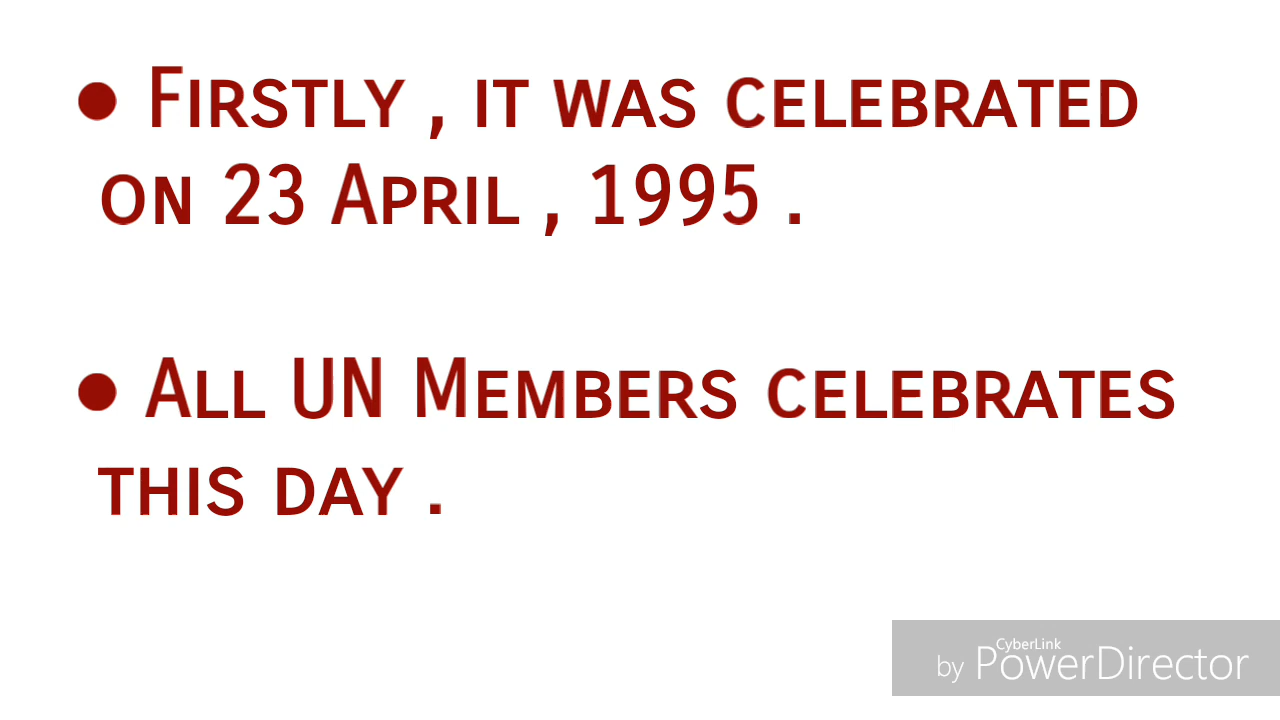 • Firstly , it was celebrated
on 23 April , 1995 .
• All UN Members celebrates
this day .
CyberLink
by PowerDirector